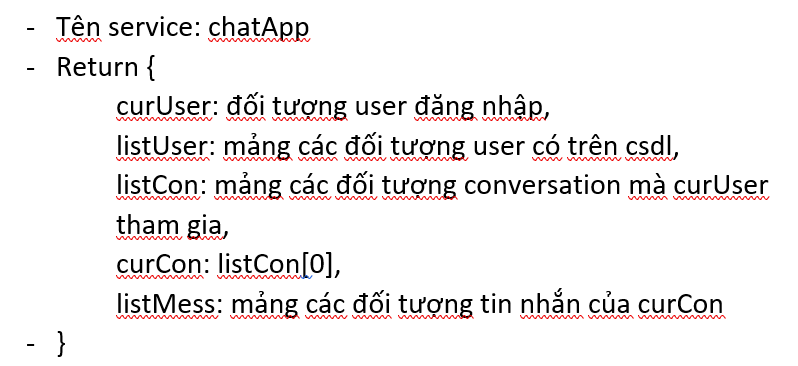 - Tên service: chatApp
- Return {
curUser: đối tượng user đăng nhập,
listUser: mảng các đối tượng user có trên csdl,
listCon: mảng các đối tượng conversation mà curUser
tham gia,
curCon: listCon[0],
listMess: mảng các đối tượng tin nhắn của curCon
- }